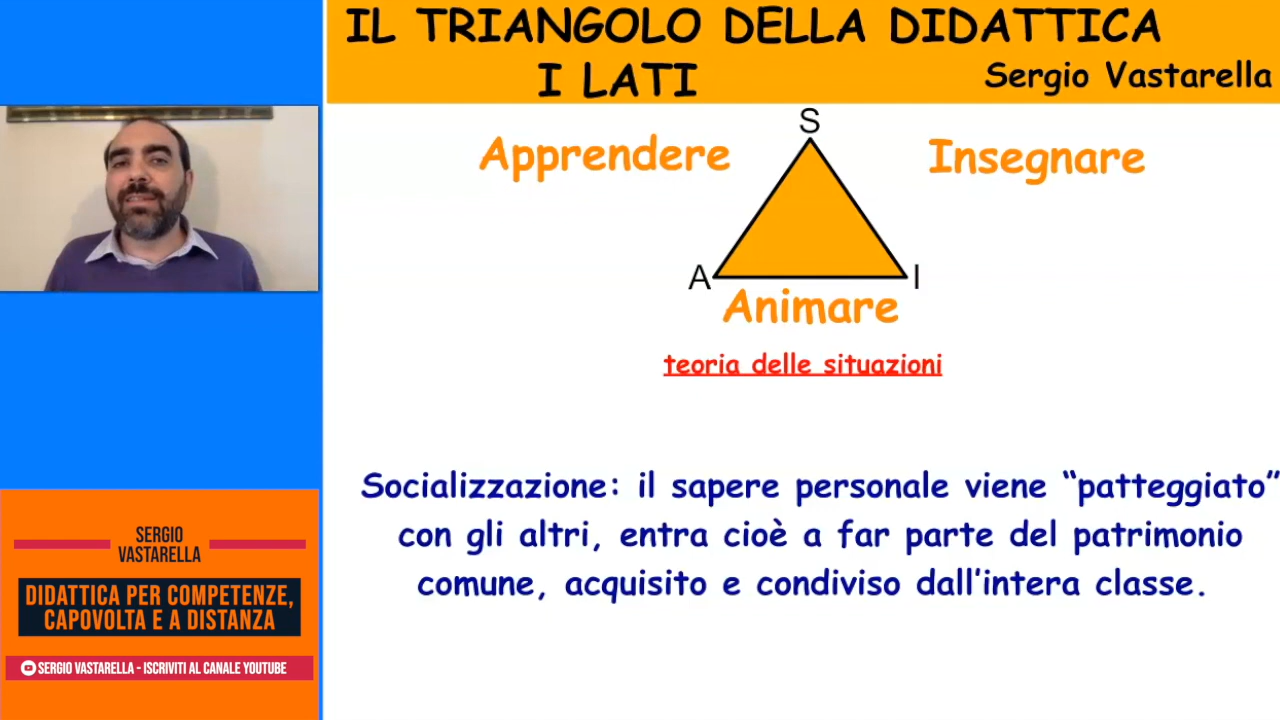 IL TRIANGOLO DELLA DIDATTICA
I LATI
Sergio Vastarella
S
Apprendere
Insegnare
A
I
Animare
teoria delle situazioni
Socializzazione: il sapere personale viene “patteggiato”
con gli altri, entra cioè a far parte del patrimonio
comune, acquisito e condiviso dall'intera classe.
SERGIO
VASTARELLA
DIDATTICA PER COMPETENZE,
CAPOVOLTA E A DISTANZA
SERGIO VASTARELLA - ISCRIVITI AL CANALE YOUTUBE